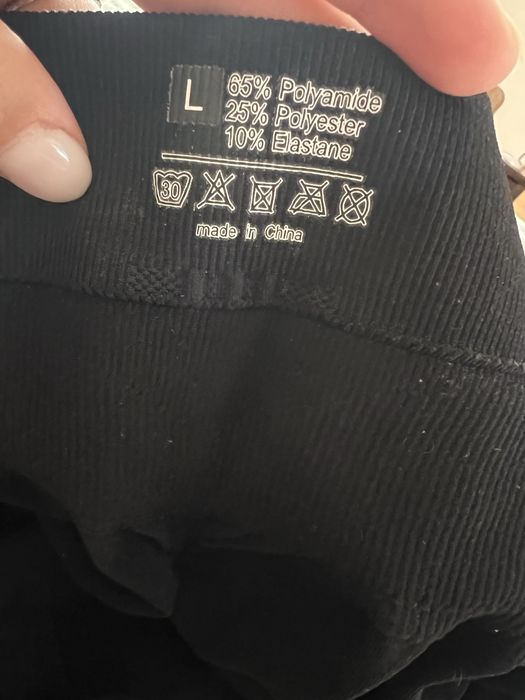 L
65% Polyamide
25% Polyester
10% Elastane
30
made in China